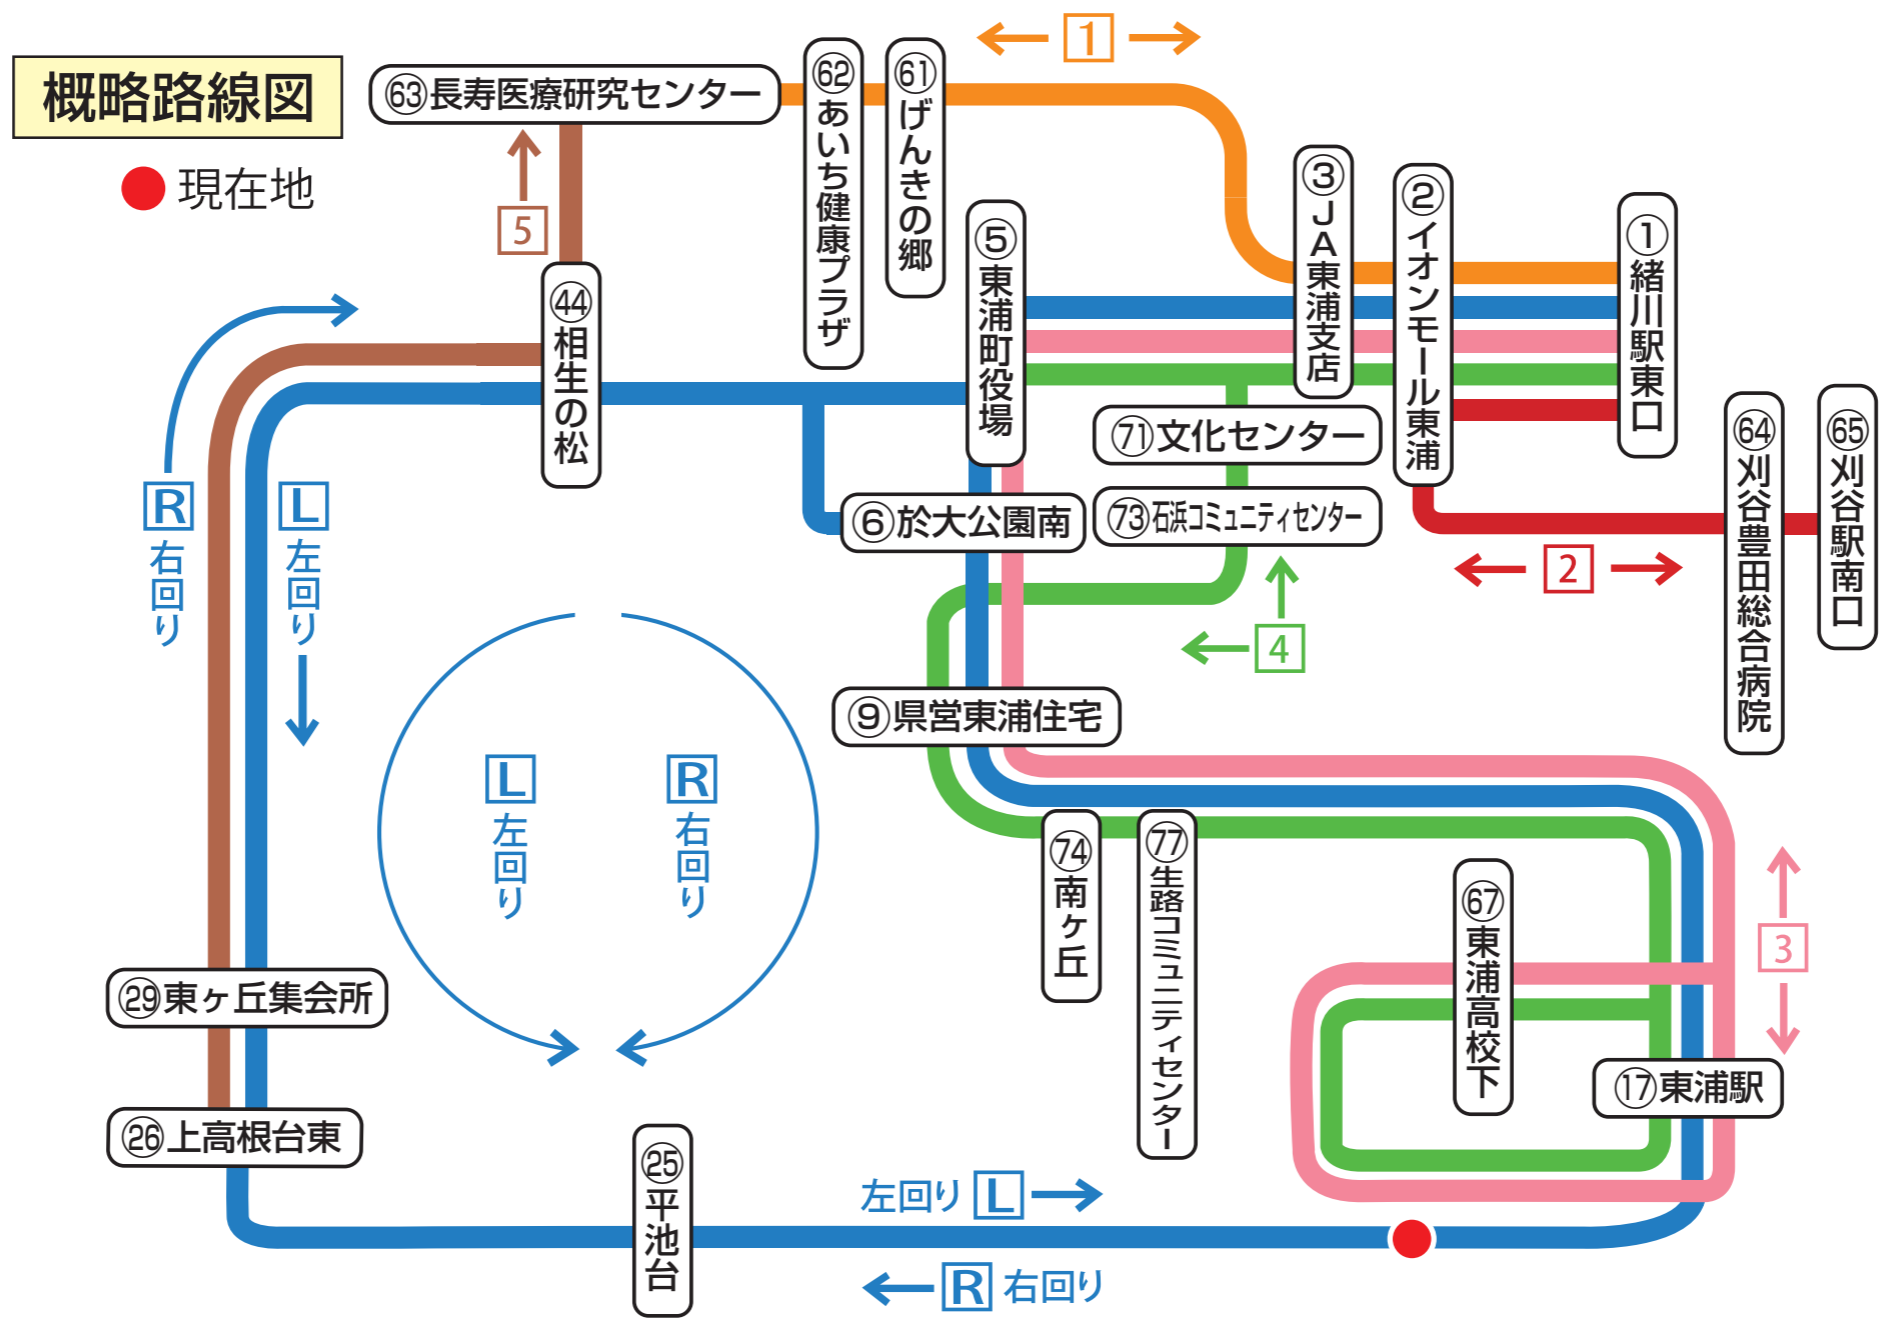 概略路線図
現在地
1
㊿63長寿医療研究センター
62あいち健康プラザ
61げんきの郷
③JA東浦支店
②イオンモール東浦
①緒川駅東口
⑤東浦町役場
5
㊹相生の松
71文化センター
73石浜コミュニティセンター
64刈谷豊田総合病院
65刈谷駅南口
⑥於大公園南
2
4
R
右回り
L
左回り
⑨県営東浦住宅
L
左回り
R
右回り
74南ヶ丘
77生路コミュニティセンター
67東浦高校下
3
㉙東ヶ丘集会所
⑰東浦駅
㉖上高根台東
㉕平池台
左回り L
R 右回り